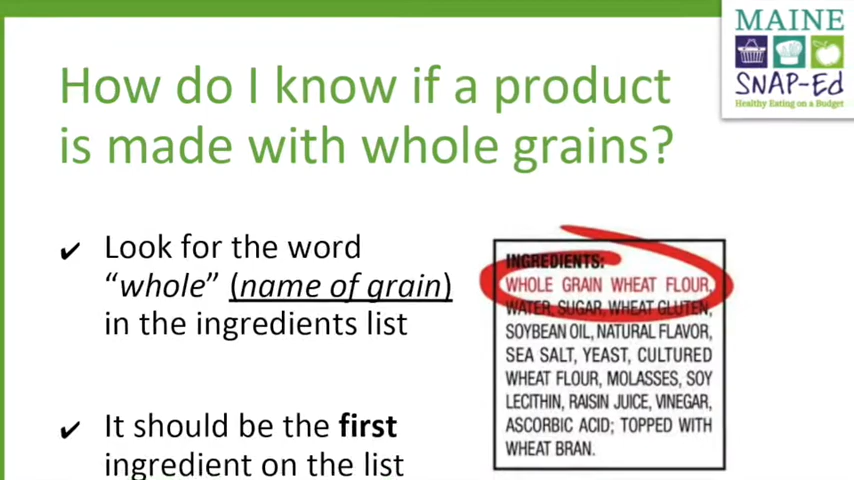 MAINE
SNAP-Ed
Healthy Eating on a Budget
How do I know if a product
is made with whole grains?
✔ Look for the word
“whole” (name of grain)
in the ingredients list
✔ It should be the first
ingredient on the list
INGREDIENTS:
WHOLE GRAIN WHEAT FLOUR,
WATER, SUGAR, WHEAT GLUTEN,
SOYBEAN OIL, NATURAL FLAVOR,
SEA SALT, YEAST, CULTURED
WHEAT FLOUR, MOLASSES, SOY
LECITHIN, RAISIN JUICE, VINEGAR,
ASCORBIC ACID; TOPPED WITH
WHEAT BRAN.